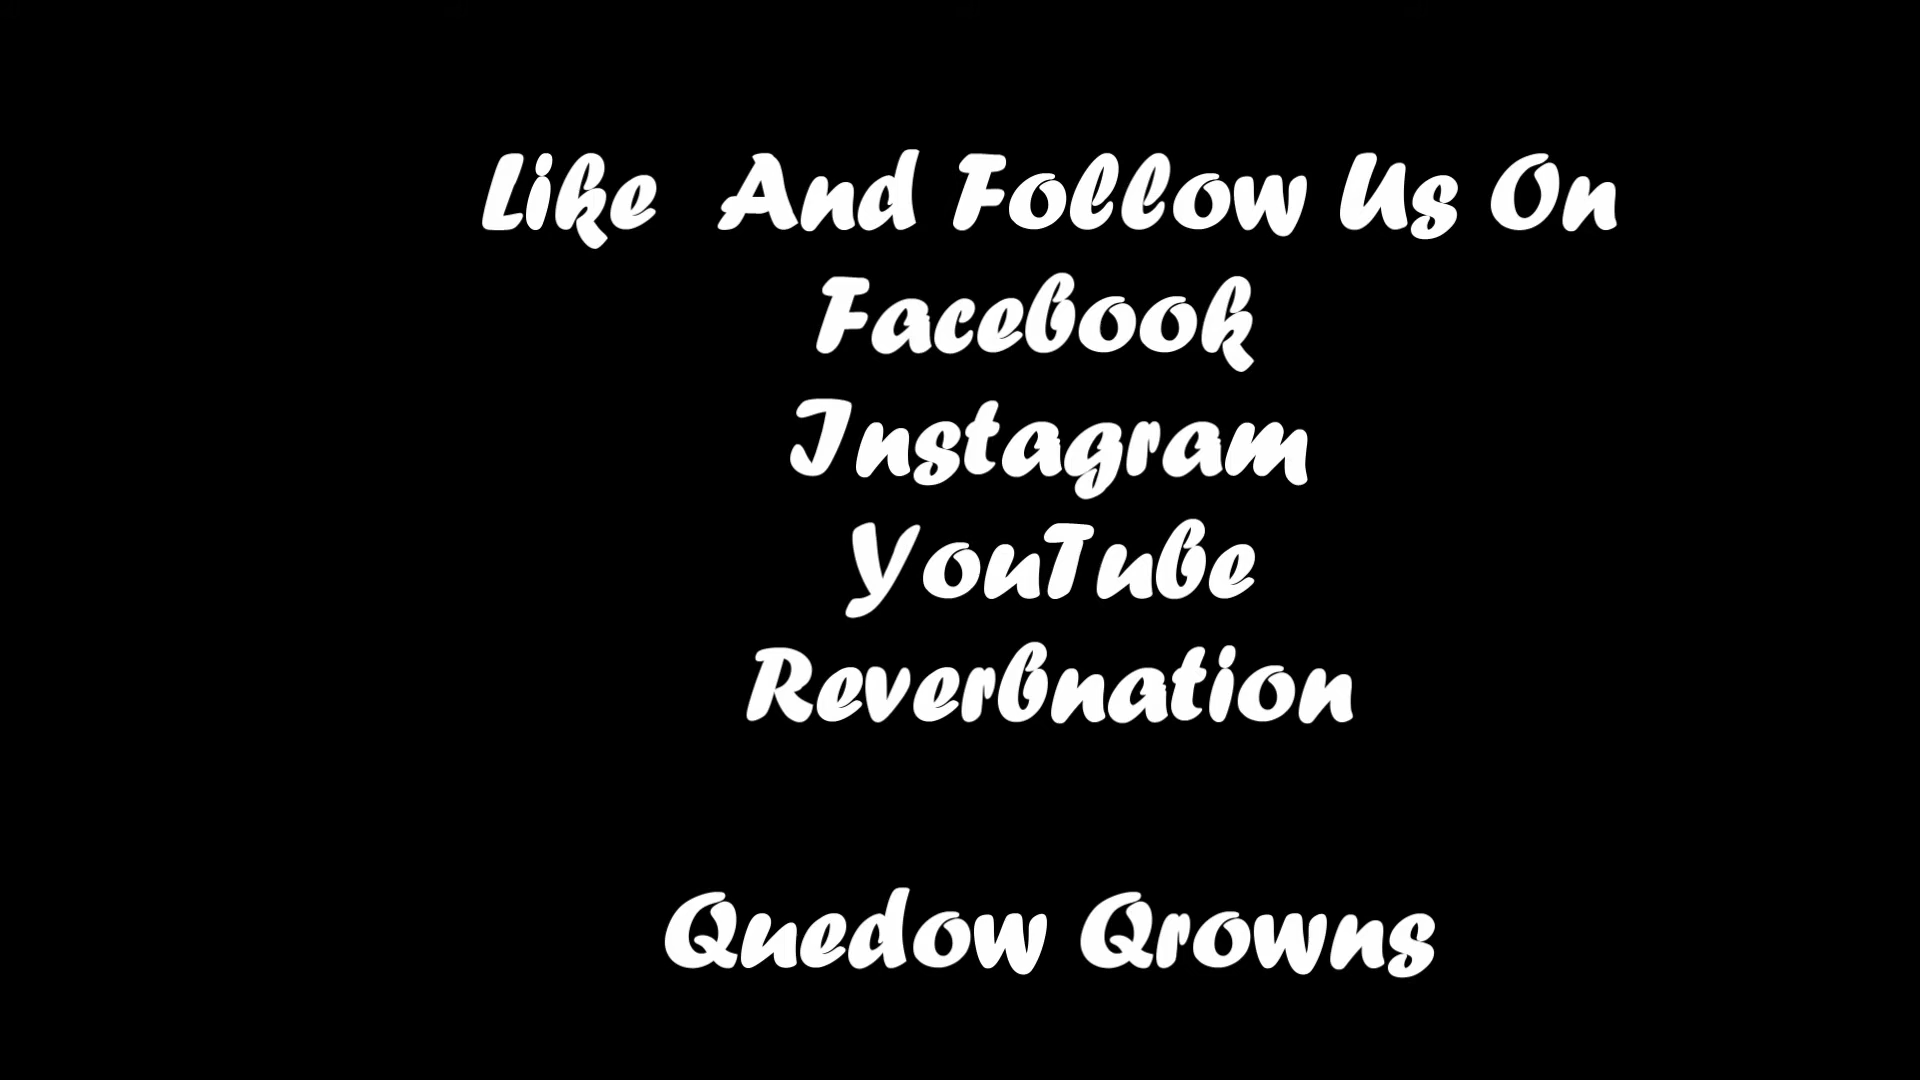 Like And Follow Us On
Facebook
Instagram
YouTube
Reverbnation
Quedow Qrowns